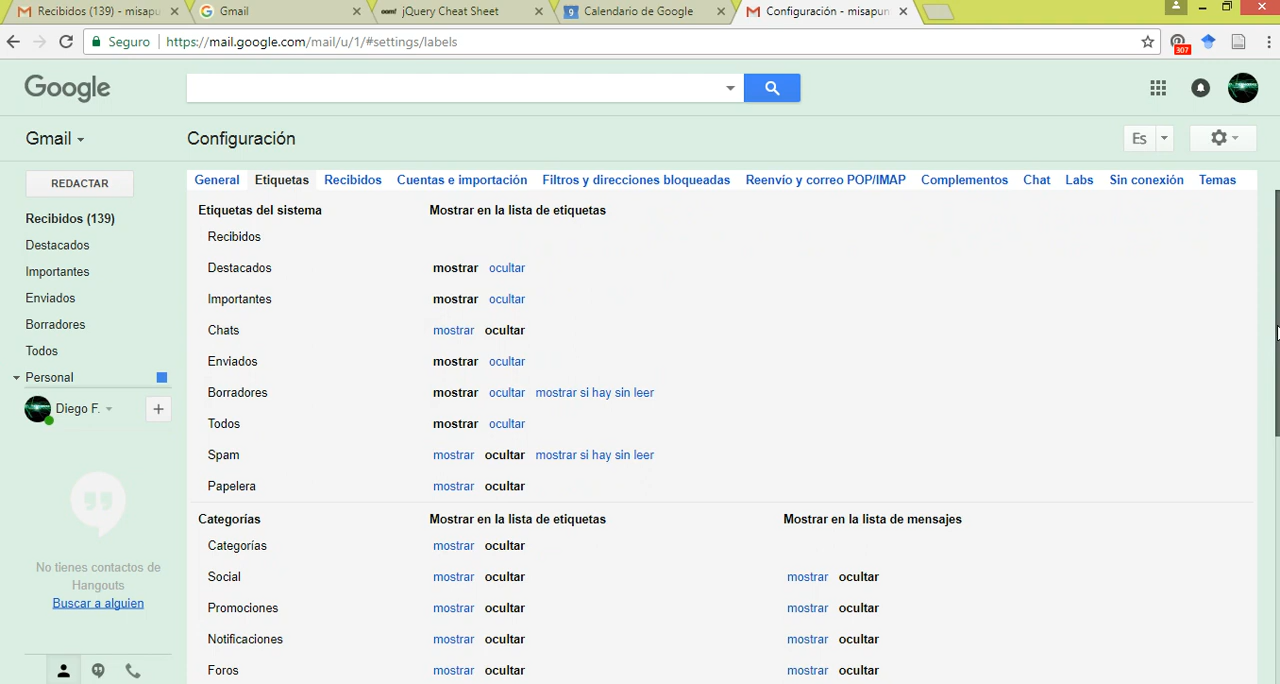 Recibidos (139) - misapun
Gmail
jQuery Cheat Sheet
Calendario de Google
9
Configuración - misapun
Seguro
https://mail.google.com/mail/u/1/#settings/labels
307
Google
Gmail
Configuración
Es
REDACTAR
General Etiquetas Recibidos Cuentas e importación Filtros y direcciones bloqueadas Reenvío y correo POP/IMAP Complementos Chat Labs Sin conexión Temas
Recibidos (139)
Destacados
Importantes
Enviados
Borradores
Todos
Personal
Diego F.
No tienes contactos de
Hangouts
Buscar a alguien
Etiquetas del sistema Mostrar en la lista de etiquetas
Recibidos
Destacados mostrar ocultar
Importantes mostrar ocultar
Chats mostrar ocultar
Enviados mostrar ocultar
Borradores mostrar ocultar mostrar si hay sin leer
Todos mostrar ocultar
Spam mostrar ocultar mostrar si hay sin leer
Papelera mostrar ocultar
Categorías Mostrar en la lista de etiquetas Mostrar en la lista de mensajes
Categorías mostrar ocultar
Social mostrar ocultar mostrar ocultar
Promociones mostrar ocultar mostrar ocultar
Notificaciones mostrar ocultar mostrar ocultar
Foros mostrar ocultar mostrar ocultar